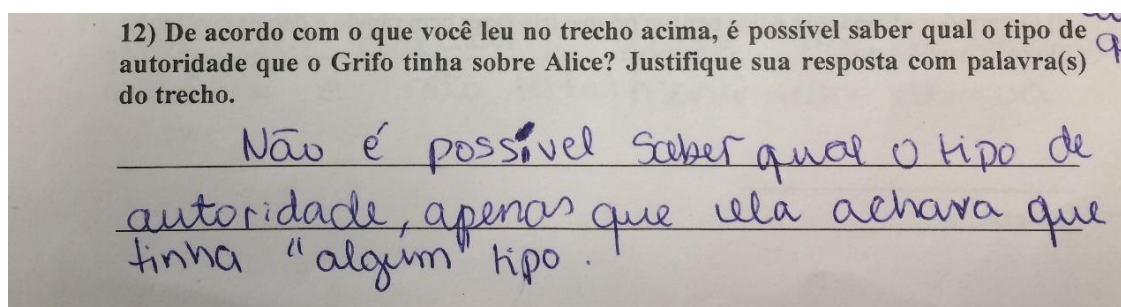 12) De acordo com o que você leu no trecho acima, é possível saber qual o tipo de
autoridade que o Grifo tinha sobre Alice? Justifique sua resposta com palavra(s)
do trecho.
Não é possível saber qual o tipo de
autoridade, apenas que ela achava que
tinha "algum" tipo.